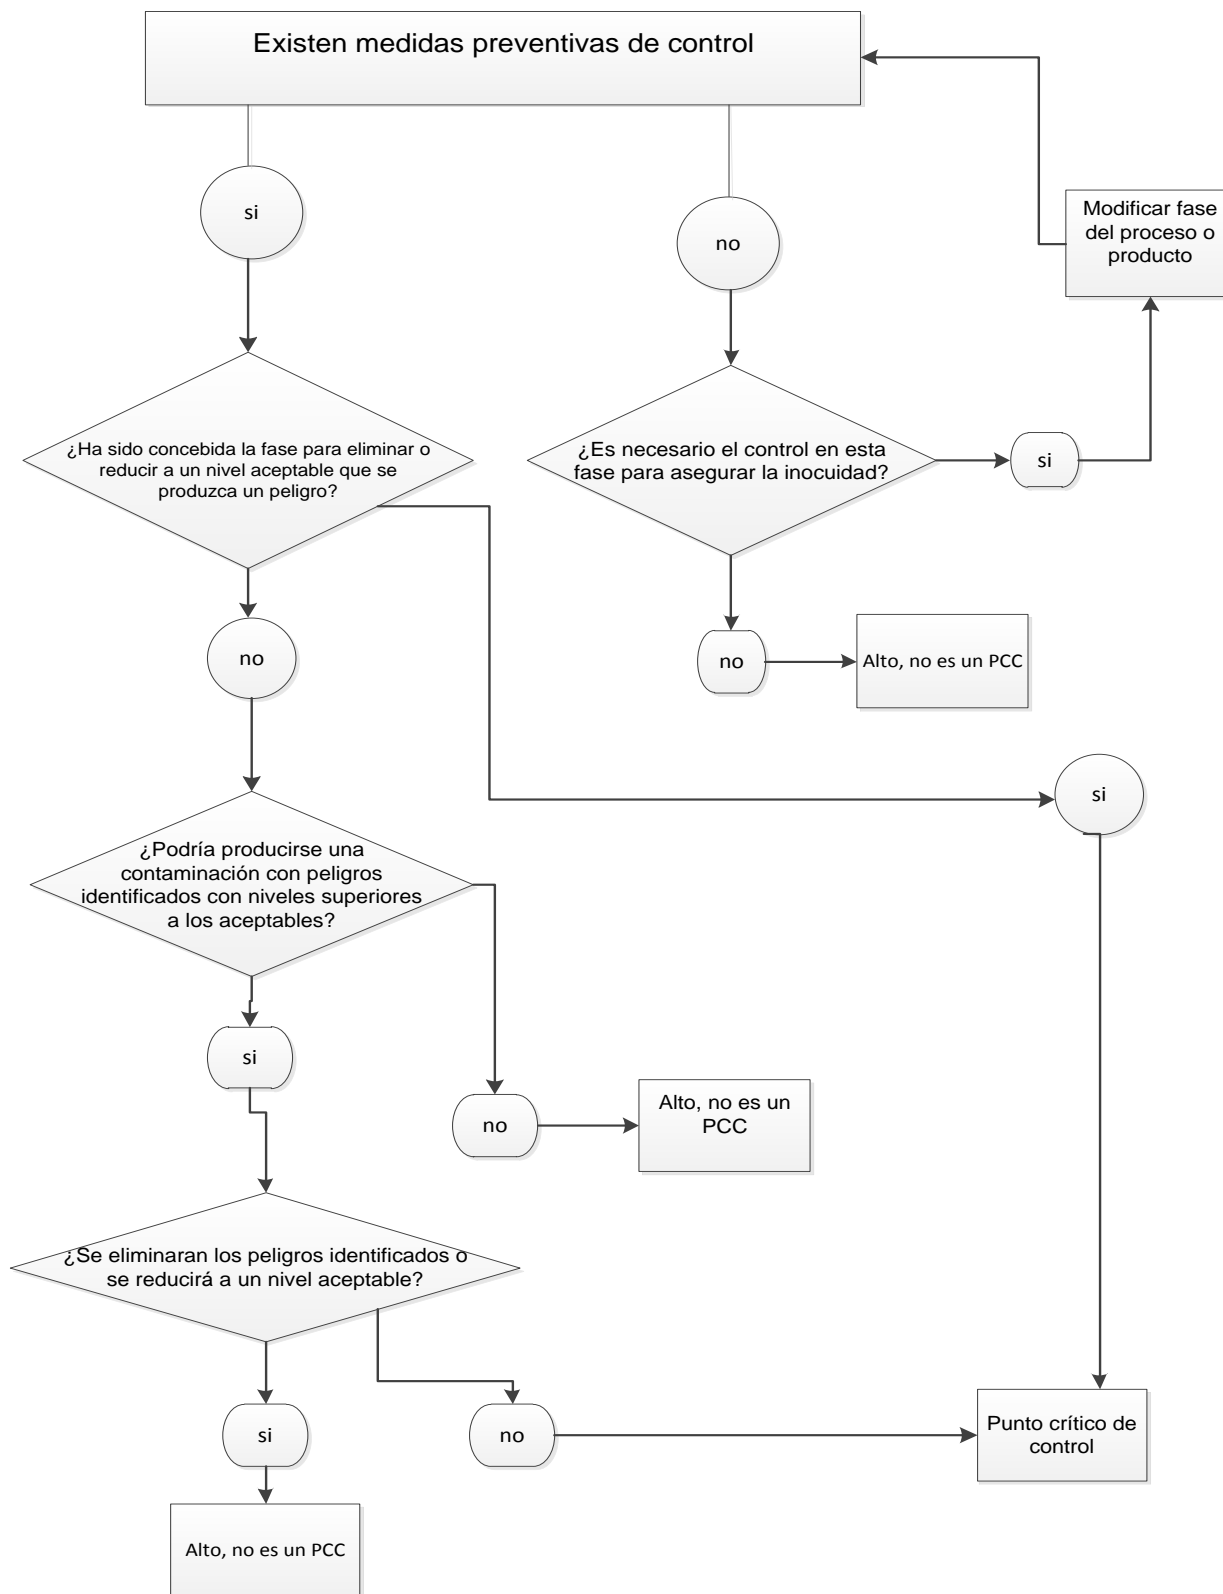 Existen medidas preventivas de control
si
no
Modificar fase
del proceso o
producto
¿Ha sido concebida la fase para eliminar o
reducir a un nivel aceptable que se
produzca un peligro?
¿Es necesario el control en esta
fase para asegurar la inocuidad?
si
no
no
Alto, no es un PCC
si
¿Podría producirse una
contaminación con peligros
identificados con niveles superiores
a los aceptables?
si
no
Alto, no es un
PCC
¿Se eliminaran los peligros identificados o
se reducirá a un nivel aceptable?
si
no
Punto crítico de
control
Alto, no es un PCC